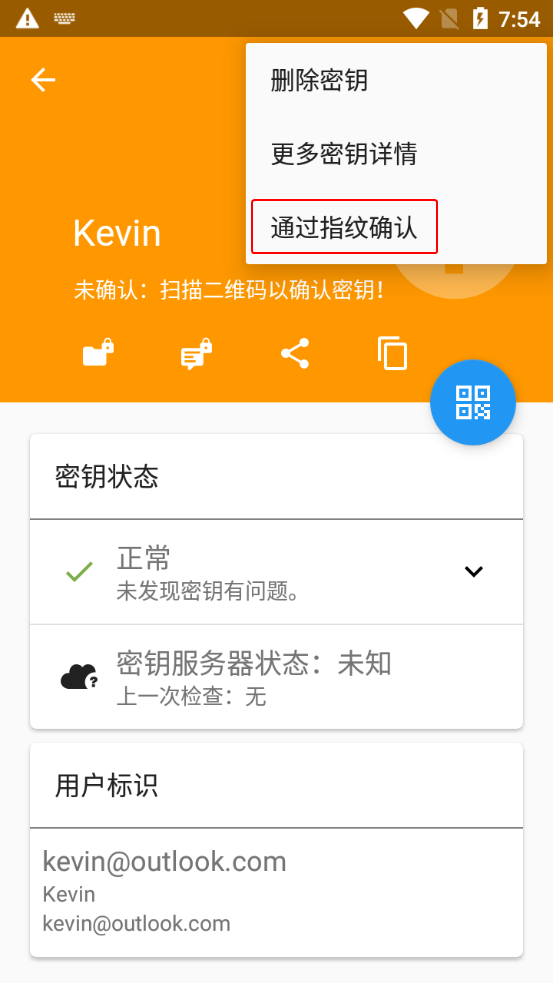 7:54
删除密钥
更多密钥详情
通过指纹确认
Kevin
未确认：扫描二维码以确认密钥！
密钥状态
正常
未发现密钥有问题。
密钥服务器状态：未知
上一次检查：无
用户标识
kevin@outlook.com
Kevin
kevin@outlook.com